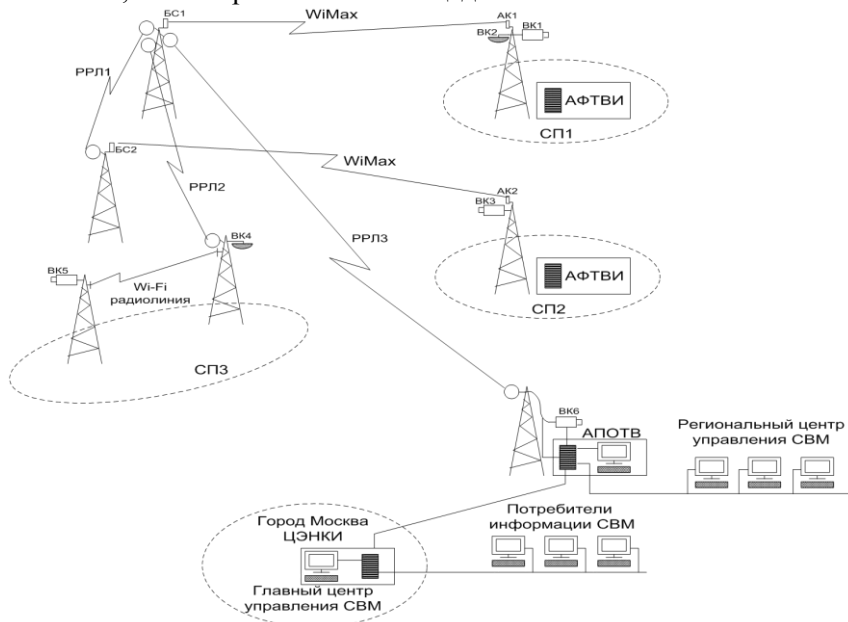 БС1
WiMax
АК1
ВК1
ВК2
РРЛ1
АФТВИ
СП1
БС2
WiMax
РРЛ2
АК2
ВК3
РРЛ3
ВК4
АФТВИ
ВК5
Wi-Fi
радиолиния
СП2
СП3
ВК6
АПОТВ
Региональный центр
управления СВМ
Город Москва
ЦЭНКИ
Потребители
информации СВМ
Главный центр
управления СВМ